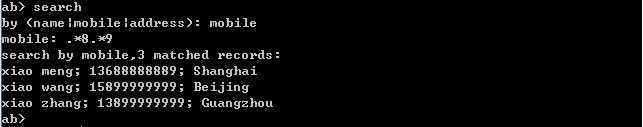 ab> search
by (name|mobile|address): mobile
mobile: .*8.*9
search by mobile,3 matched records:
xiao meng; 13688888889; Shanghai
xiao wang; 15899999999; Beijing
xiao zhang; 13899999999; Guangzhou
ab>